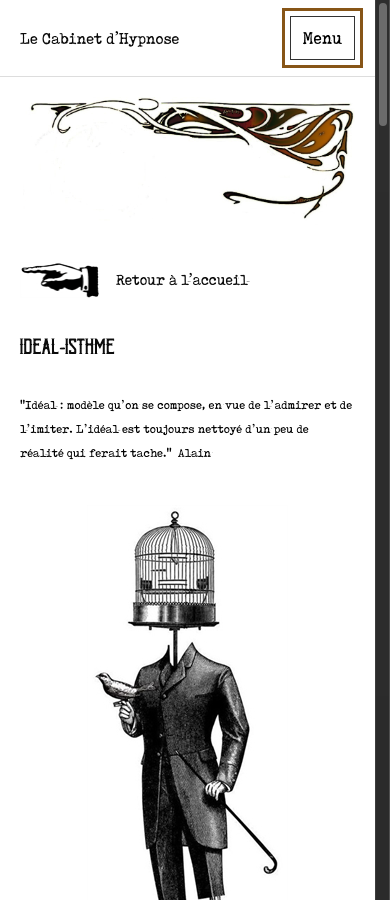 Le Cabinet d'Hypnose
Menu
Retour à l'accueil
IDEAL-ISTHME
"Idéal : modèle qu'on se compose, en vue de l'admirer et de
l'imiter. L'idéal est toujours nettoyé d'un peu de
réalité qui ferait tache." Alain